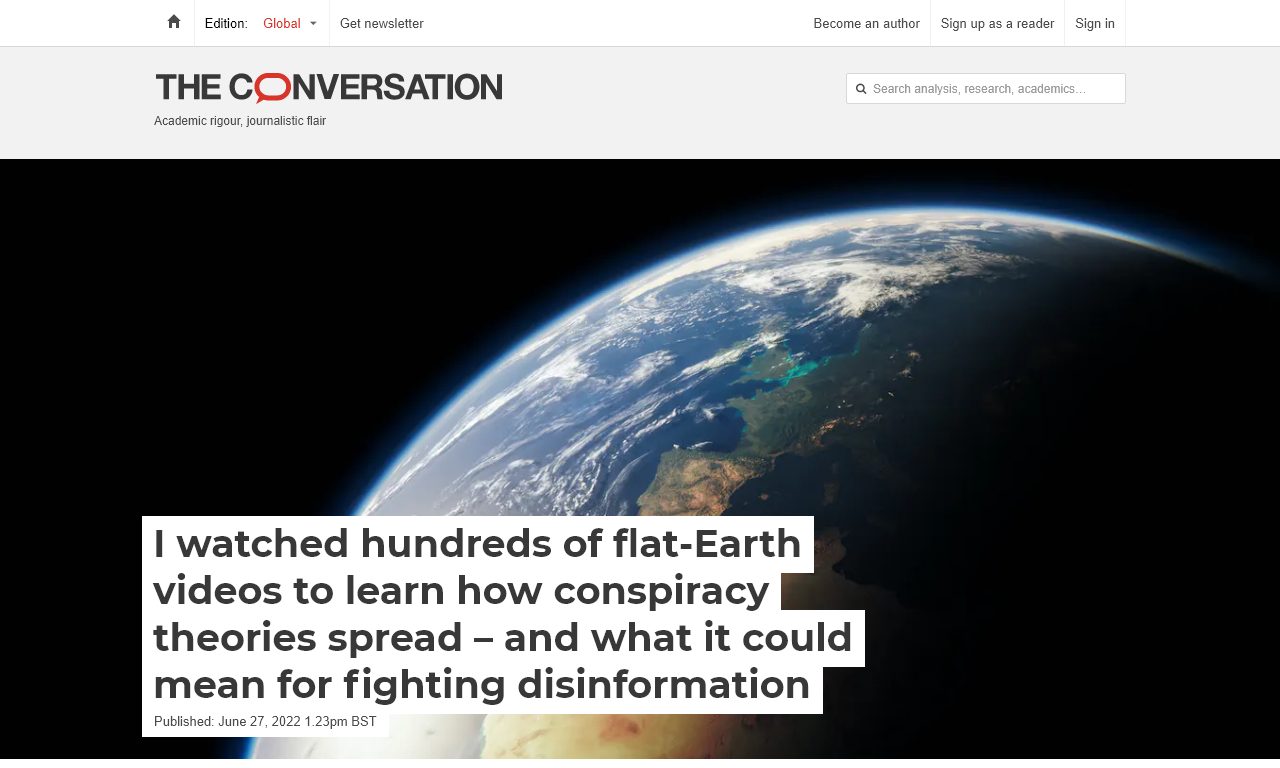 Edition: Global Get newsletter Become an author Sign up as a reader Sign in
THE CONVERSATION
Search analysis, research, academics…
Academic rigour, journalistic flair
I watched hundreds of flat-Earth
videos to learn how conspiracy
theories spread – and what it could
mean for fighting disinformation
Published: June 27, 2022 1.23pm BST